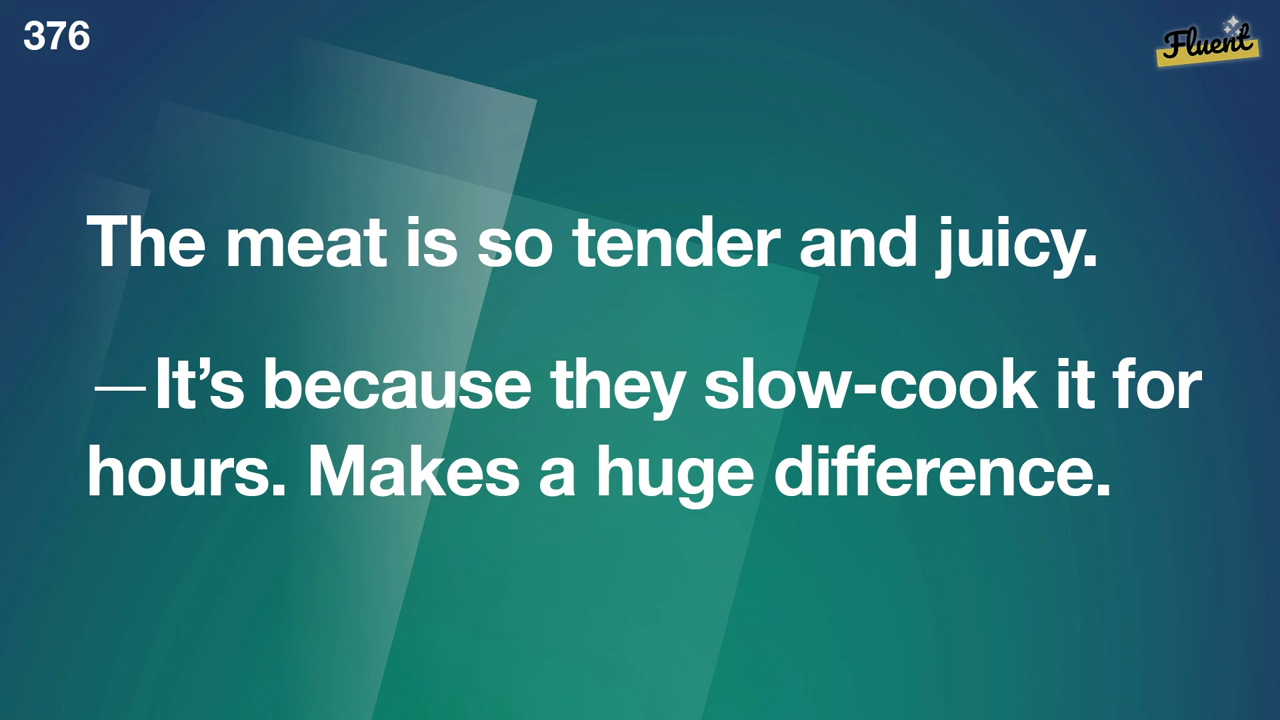 376
Fluent
The meat is so tender and juicy.
—It’s because they slow-cook it for
hours. Makes a huge difference.